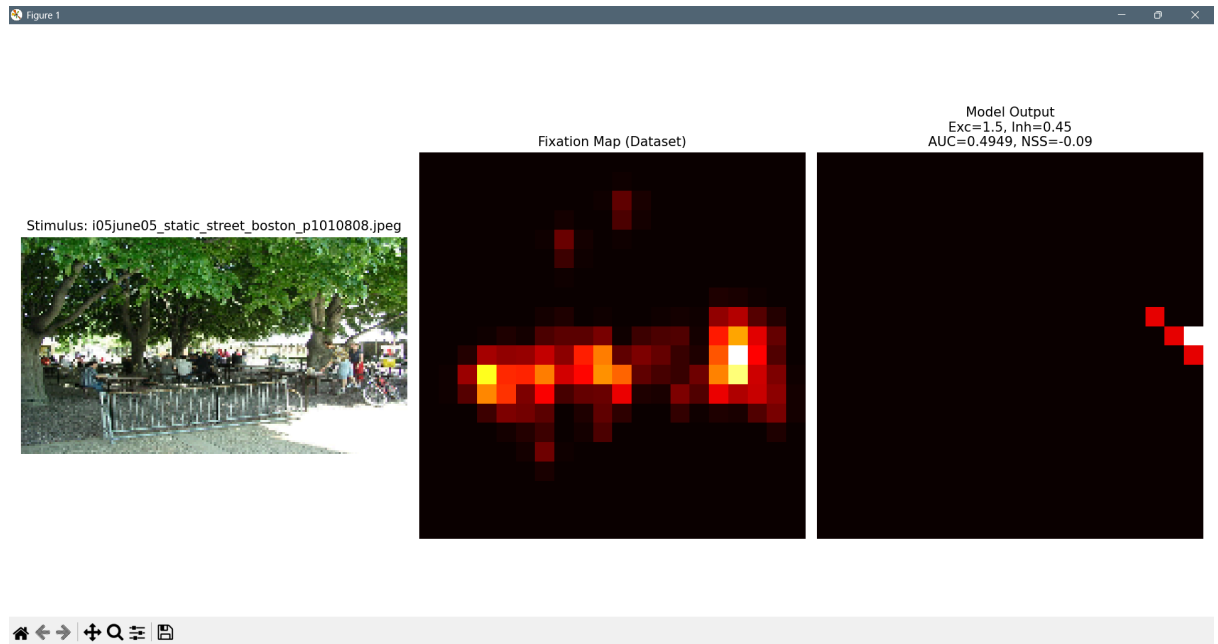 Figure 1
Stimulus: i05june05_static_street_boston_p1010808.jpeg
Fixation Map (Dataset)
Model Output
Exc=1.5, Inh=0.45
AUC=0.4949, NSS=-0.09